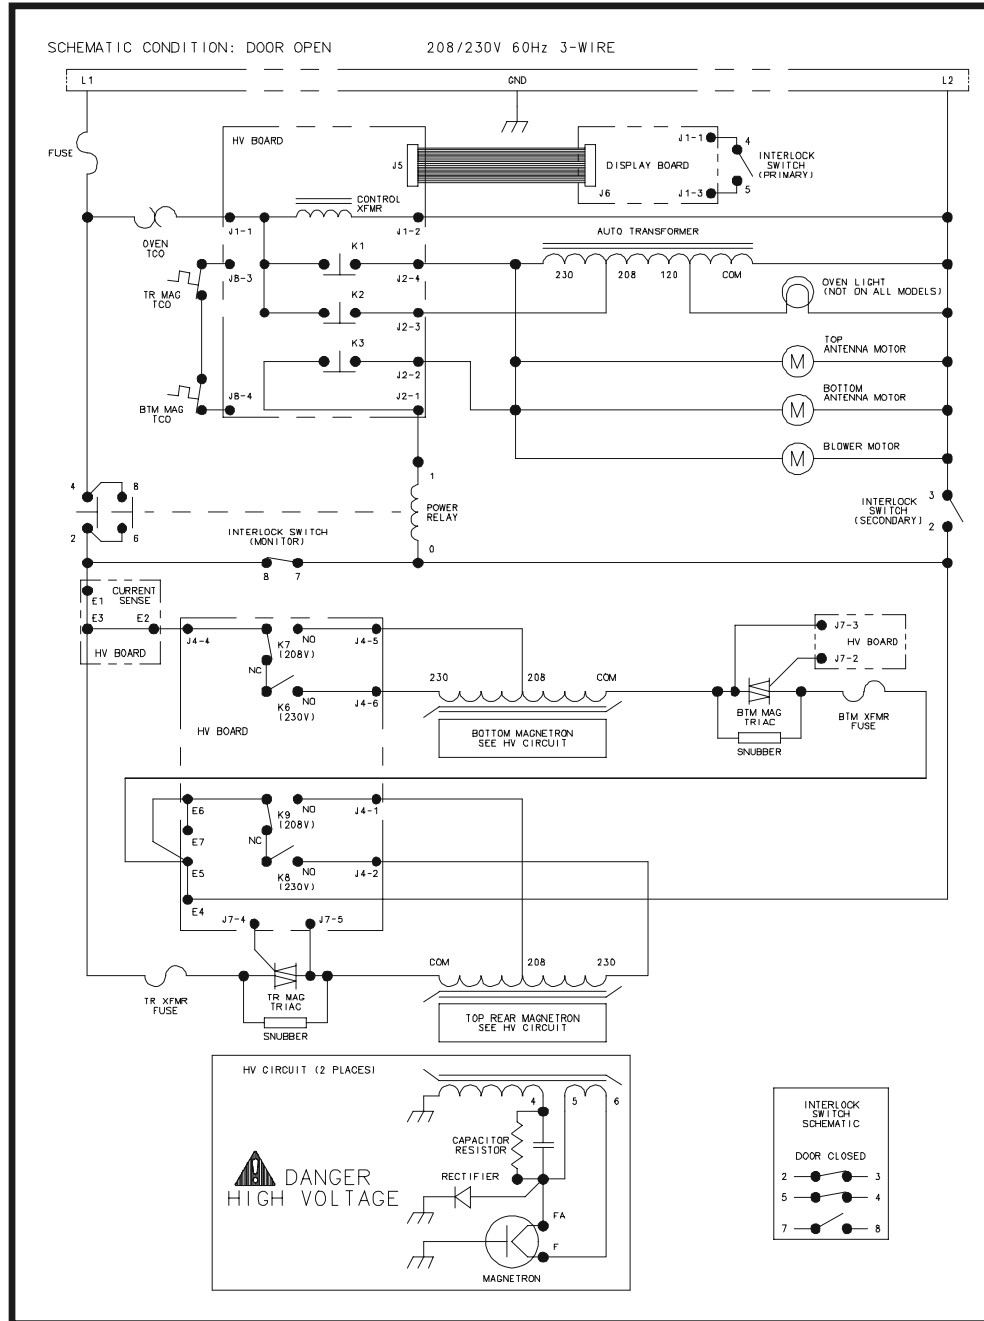 SCHEMATIC CONDITION: DOOR OPEN
208/230V 60Hz 3-WIRE
L1
GND
L2
FUSE
HV BOARD
J5
J6
DISPLAY BOARD
J1-1
J1-3
4
5
INTERLOCK
SWITCH
(PRIMARY)
CONTROL
XFMR
OVEN
TCO
J1-1
J1-2
AUTO TRANSFORMER
K1
J8-3
J2-4
230
208
120
COM
OVEN LIGHT
(NOT ON ALL MODELS)
TR MAG
TCO
K2
J2-3
K3
J2-2
M
TOP
ANTENNA MOTOR
BTM MAG
TCO
J8-4
J2-1
M
BOTTOM
ANTENNA MOTOR
M
BLOWER MOTOR
4
8
2
6
1
POWER
RELAY
0
INTERLOCK
SWITCH
(SECONDARY)
3
2
INTERLOCK SWITCH
(MONITOR)
8
7
E1
CURRENT
SENSE
E3
E2
HV BOARD
J4-4
K7
(208V)
NO
J4-5
NC
K6
(230V)
NO
J4-6
HV BOARD
230
208
COM
BOTTOM MAGNETRON
SEE HV CIRCUIT
J7-3
HV BOARD
J7-2
BTM MAG
TRIAC
SNUBBER
BTM XFMR
FUSE
E6
K9
(208V)
NO
J4-1
E7
NC
E5
K8
(230V)
NO
J4-2
E4
J7-4
J7-5
TR XFMR
FUSE
TR MAG
TRIAC
SNUBBER
COM
208
230
TOP REAR MAGNETRON
SEE HV CIRCUIT
HV CIRCUIT (2 PLACES)
4
5
6
CAPACITOR
RESISTOR
RECTIFIER
DANGER
HIGH VOLTAGE
FA
F
MAGNETRON
INTERLOCK
SWITCH
SCHEMATIC
DOOR CLOSED
2
3
5
4
7
8